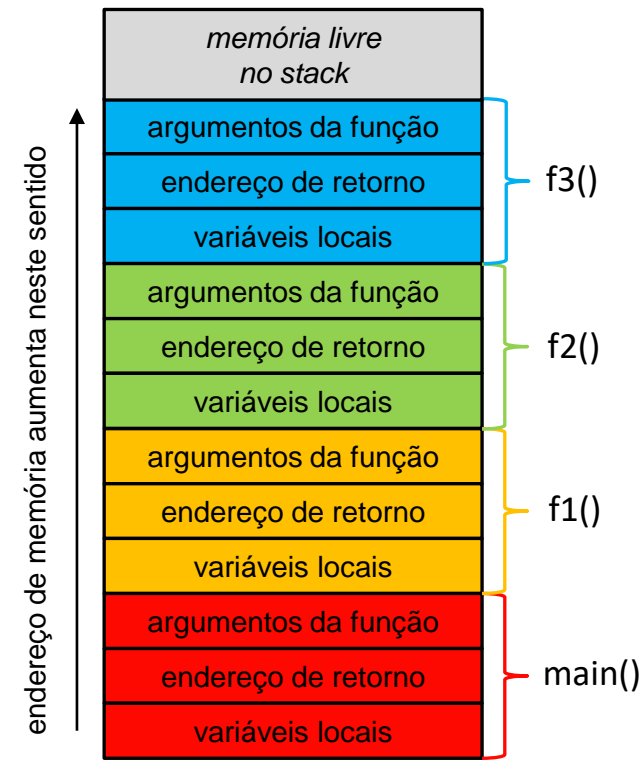 memória livre
no stack
argumentos da função
endereço de retorno
variáveis locais
f3()
argumentos da função
endereço de retorno
variáveis locais
f2()
argumentos da função
endereço de retorno
variáveis locais
f1()
argumentos da função
endereço de retorno
variáveis locais
main()
endereço de memória aumenta neste sentido